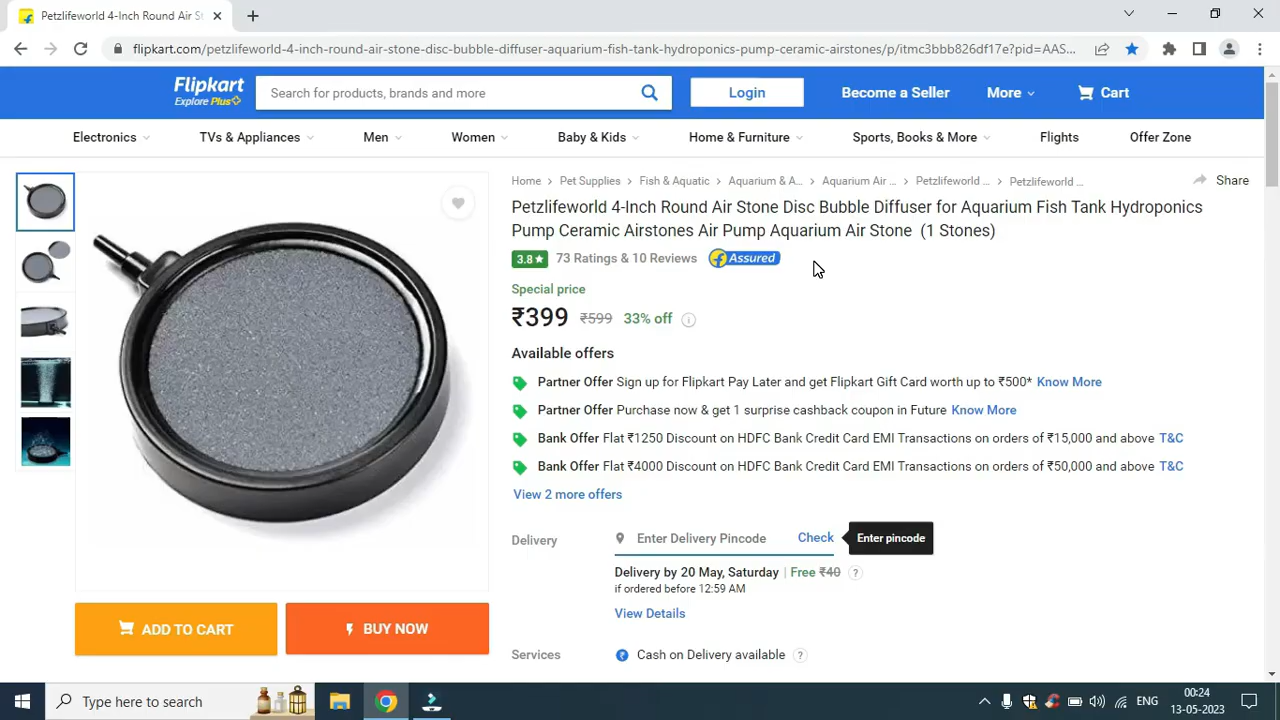 Petzlifeworld 4-Inch Round Air St
flipkart.com/petzlifeworld-4-inch-round-air-stone-disc-bubble-diffuser-aquarium-fish-tank-hydroponics-pump-ceramic-airstones/p/itmc3bbb826df17e?pid=AAS...
Flipkart
Explore Plus
Search for products, brands and more
Login
Become a Seller
More
Cart
Electronics
TVs & Appliances
Men
Women
Baby & Kids
Home & Furniture
Sports, Books & More
Flights
Offer Zone
Home > Pet Supplies > Fish & Aquatic > Aquarium & A... > Aquarium Air ... > Petzlifeworld ... > Petzlifeworld ...
Share
Petzlifeworld 4-Inch Round Air Stone Disc Bubble Diffuser for Aquarium Fish Tank Hydroponics
Pump Ceramic Airstones Air Pump Aquarium Air Stone (1 Stones)
3.8★ 73 Ratings & 10 Reviews Assured
Special price
₹399 ₹599 33% off
Available offers
Partner Offer Sign up for Flipkart Pay Later and get Flipkart Gift Card worth up to ₹500* Know More
Partner Offer Purchase now & get 1 surprise cashback coupon in Future Know More
Bank Offer Flat ₹1250 Discount on HDFC Bank Credit Card EMI Transactions on orders of ₹15,000 and above T&C
Bank Offer Flat ₹4000 Discount on HDFC Bank Credit Card EMI Transactions on orders of ₹50,000 and above T&C
View 2 more offers
Delivery
Enter Delivery Pincode
Check
Enter pincode
Delivery by 20 May, Saturday | Free ₹40 ?
if ordered before 12:59 AM
View Details
ADD TO CART
BUY NOW
Services
Cash on Delivery available ?
Type here to search
ENG
00:24
13-05-2023